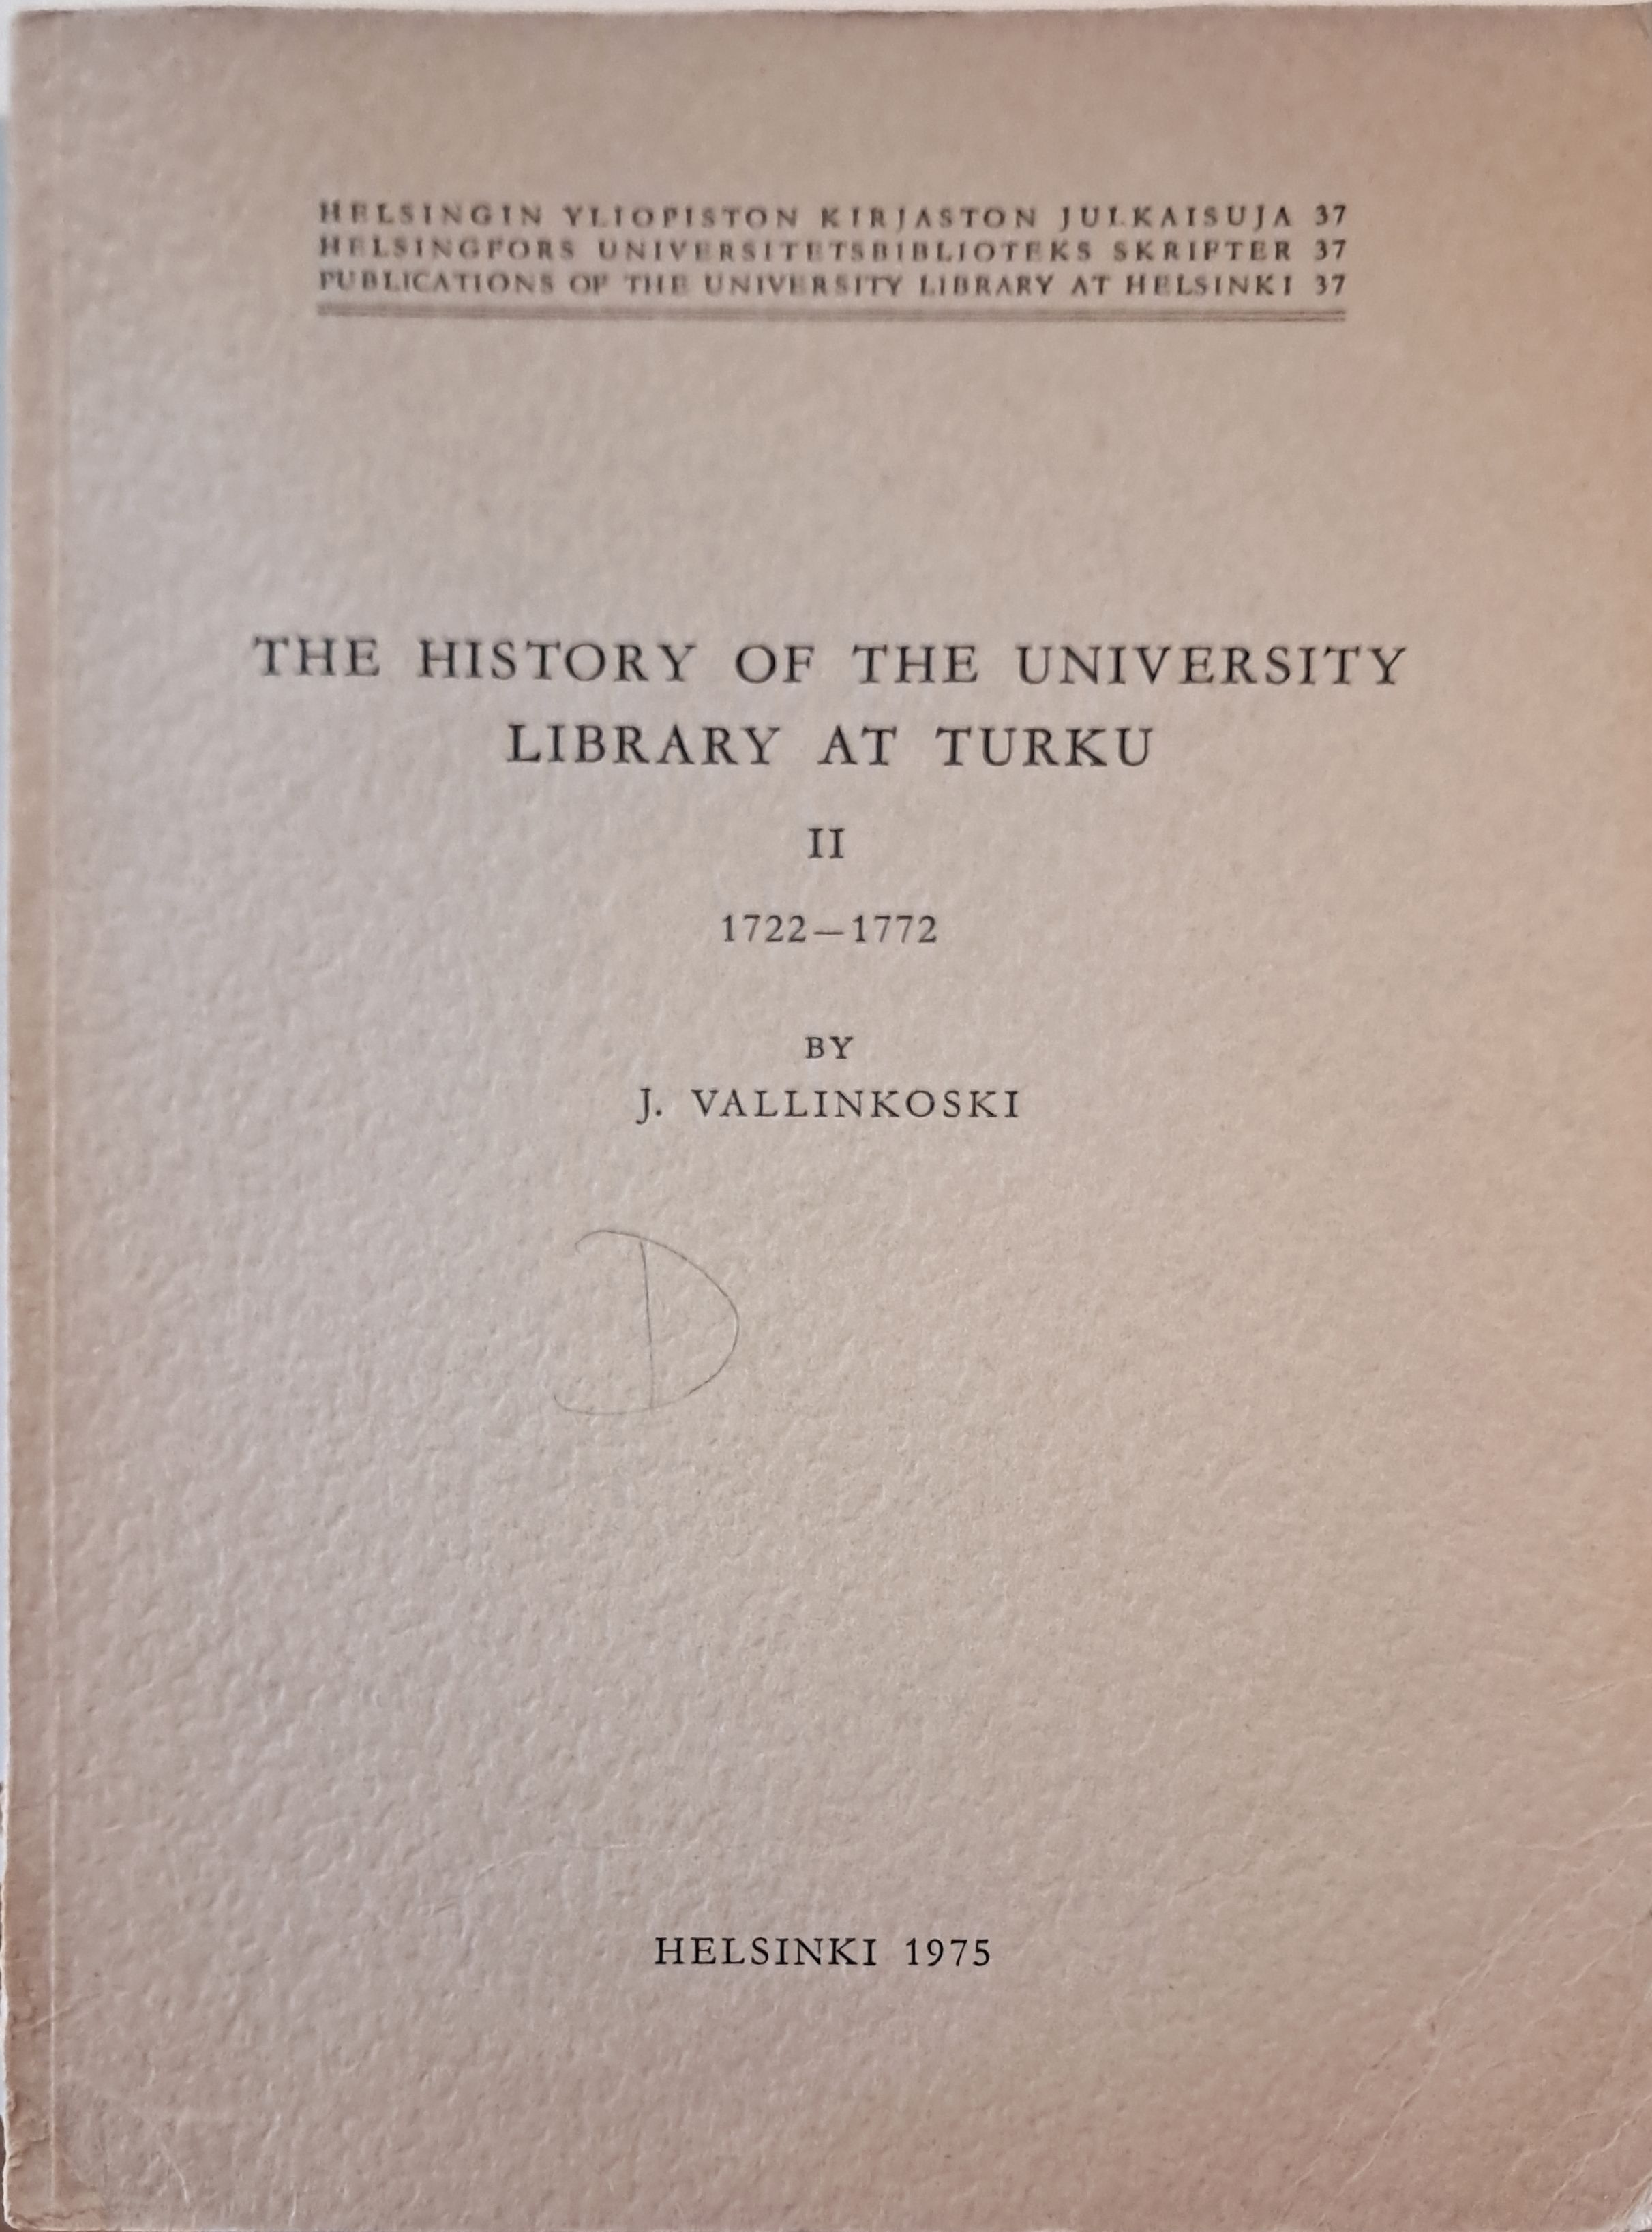 HELSINGIN YLIOPISTON KIRJASTON JULKAISUJA 37
HELSINGFORS UNIVERSITETSBIBLIOTEKS SKRIFTER 37
PUBLICATIONS OF THE UNIVERSITY LIBRARY AT HELSINKI 37
THE HISTORY OF THE UNIVERSITY
LIBRARY AT TURKU
II
1722—1772
BY
J. VALLINKOSKI
D
HELSINKI 1975